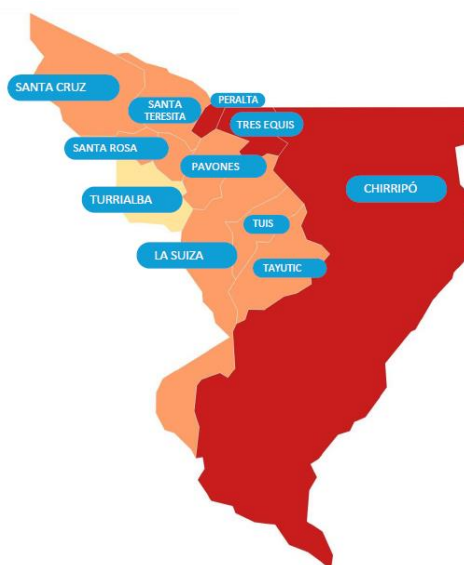 SANTA CRUZ
SANTA
TERESITA
PERALTA
TRES EQUIS
SANTA ROSA
PAVONES
TURRIALBA
CHIRRIPÓ
TUIS
LA SUIZA
TAYUTIC